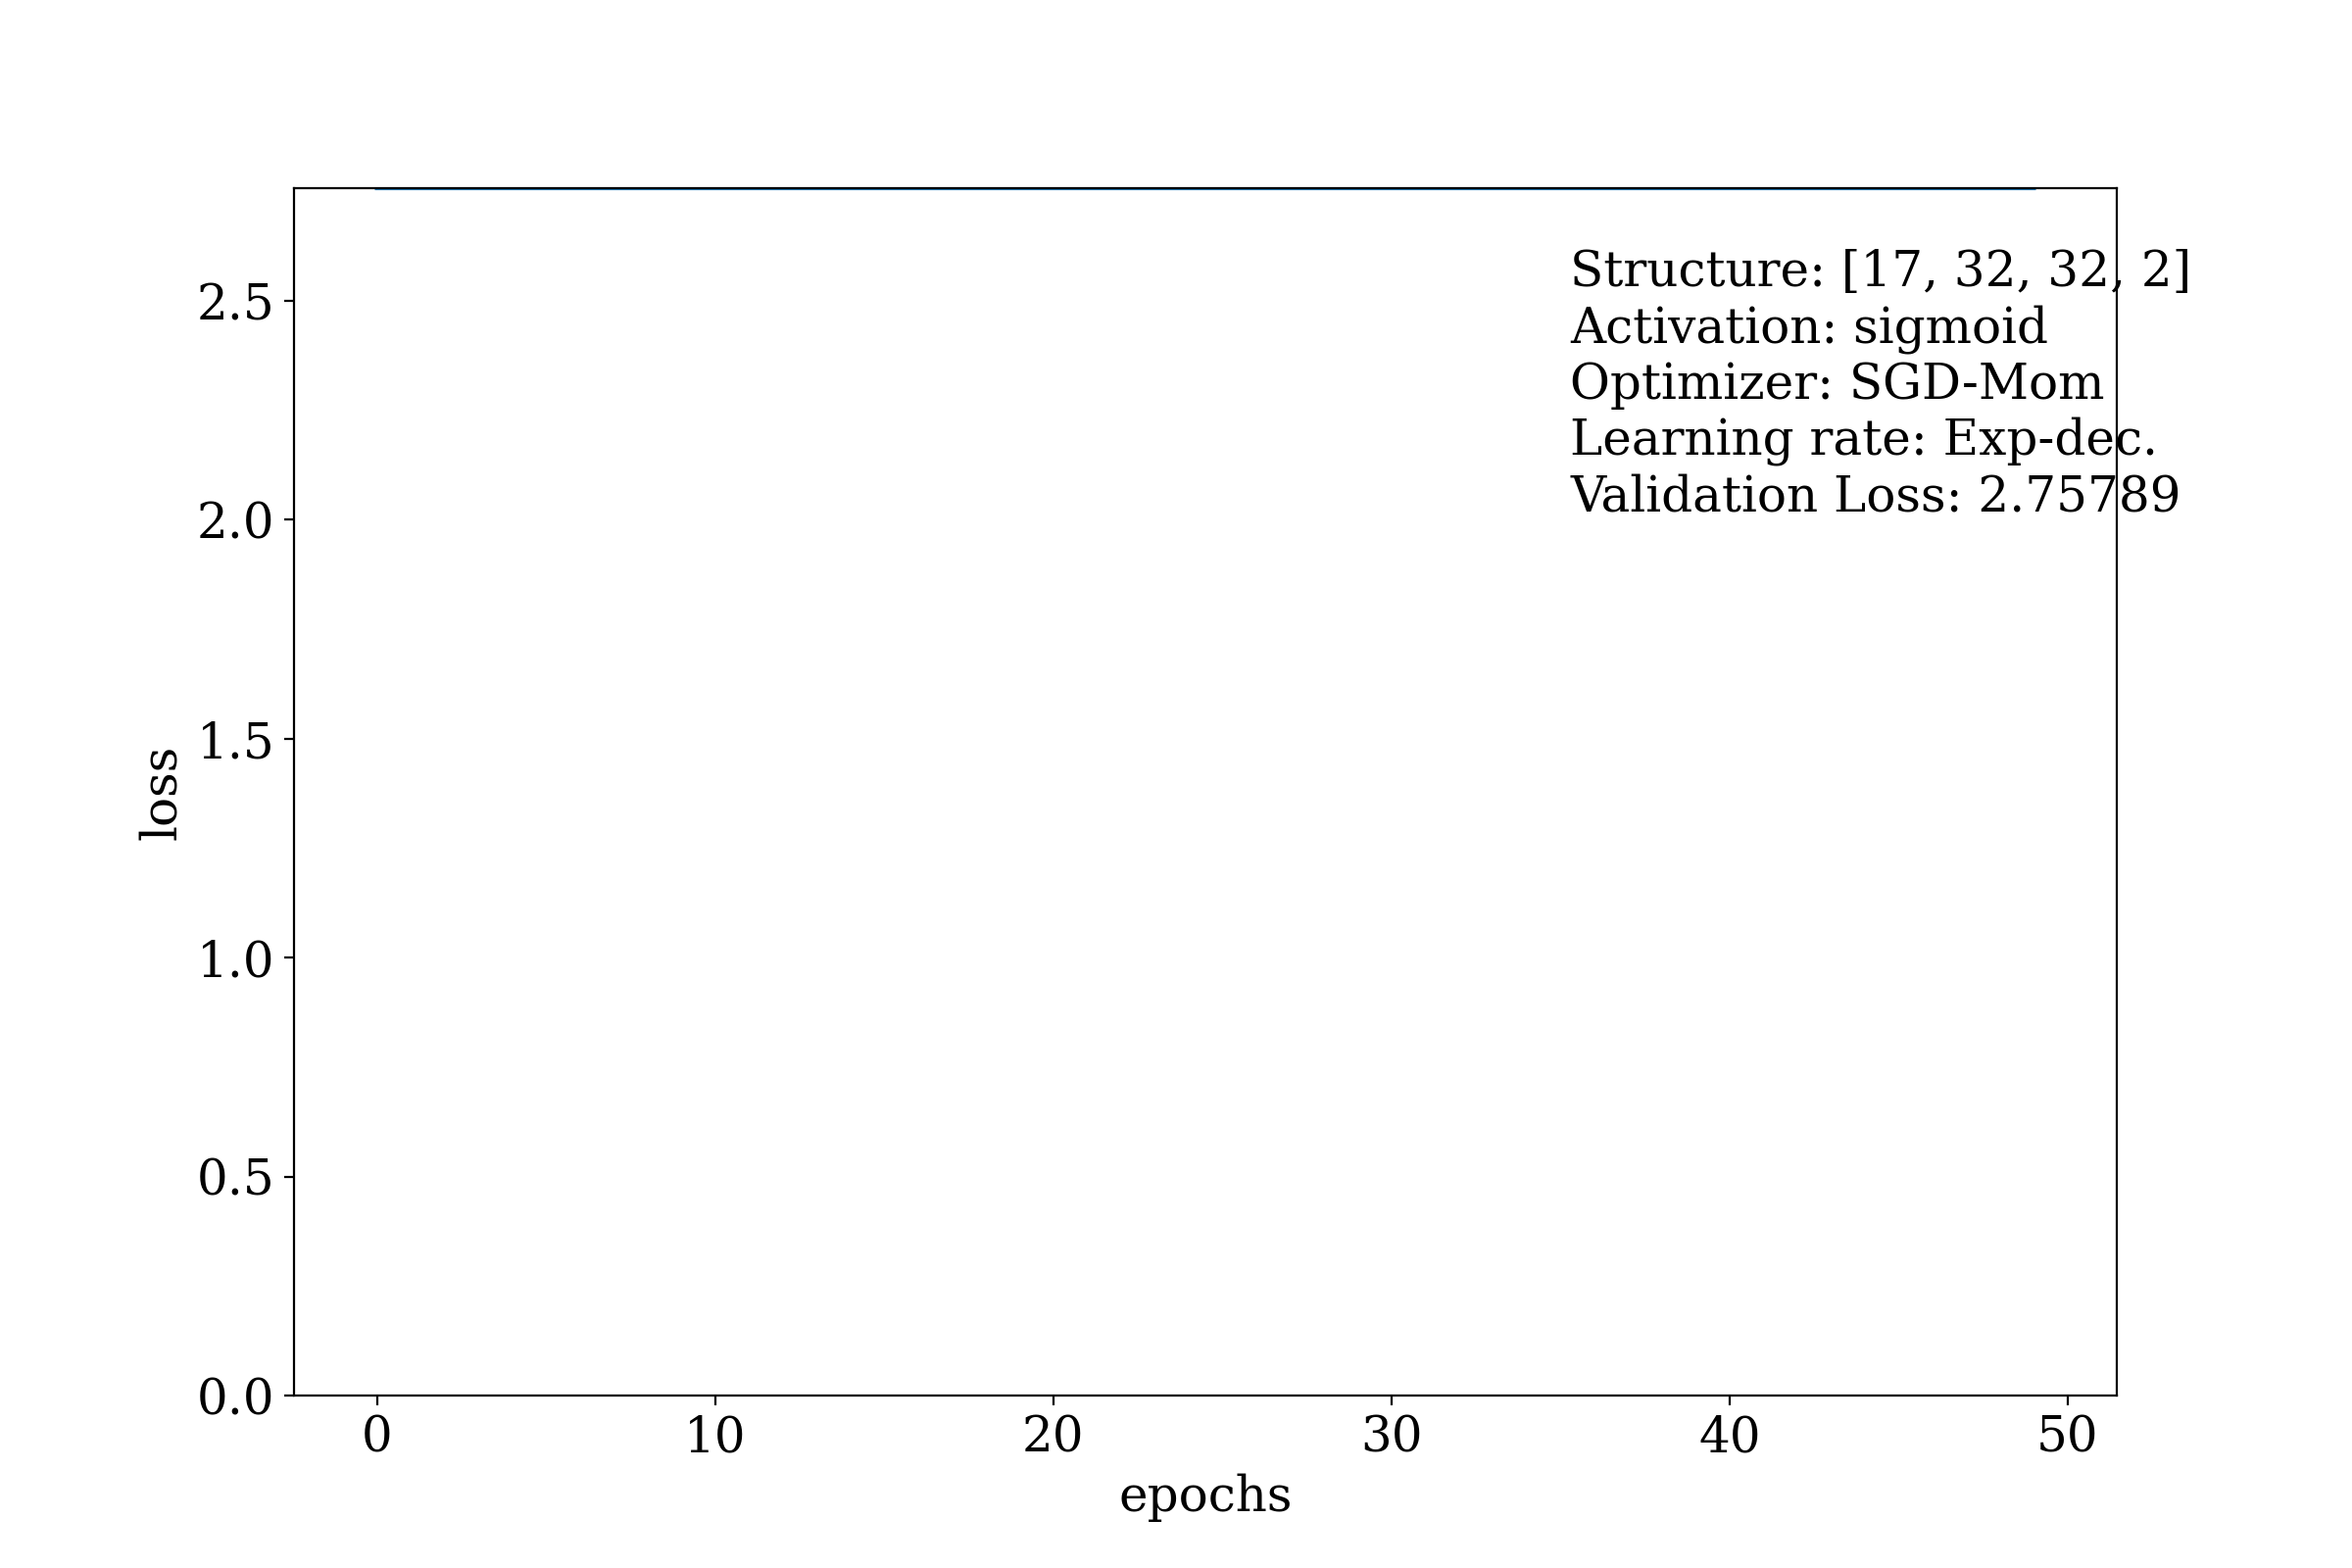 Structure: [17, 32, 32, 2]
Activation: sigmoid
Optimizer: SGD-Mom
Learning rate: Exp-dec.
Validation Loss: 2.75789
2.5
2.0
1.5
1.0
0.5
0.0
loss
0 10 20 30 40 50
epochs